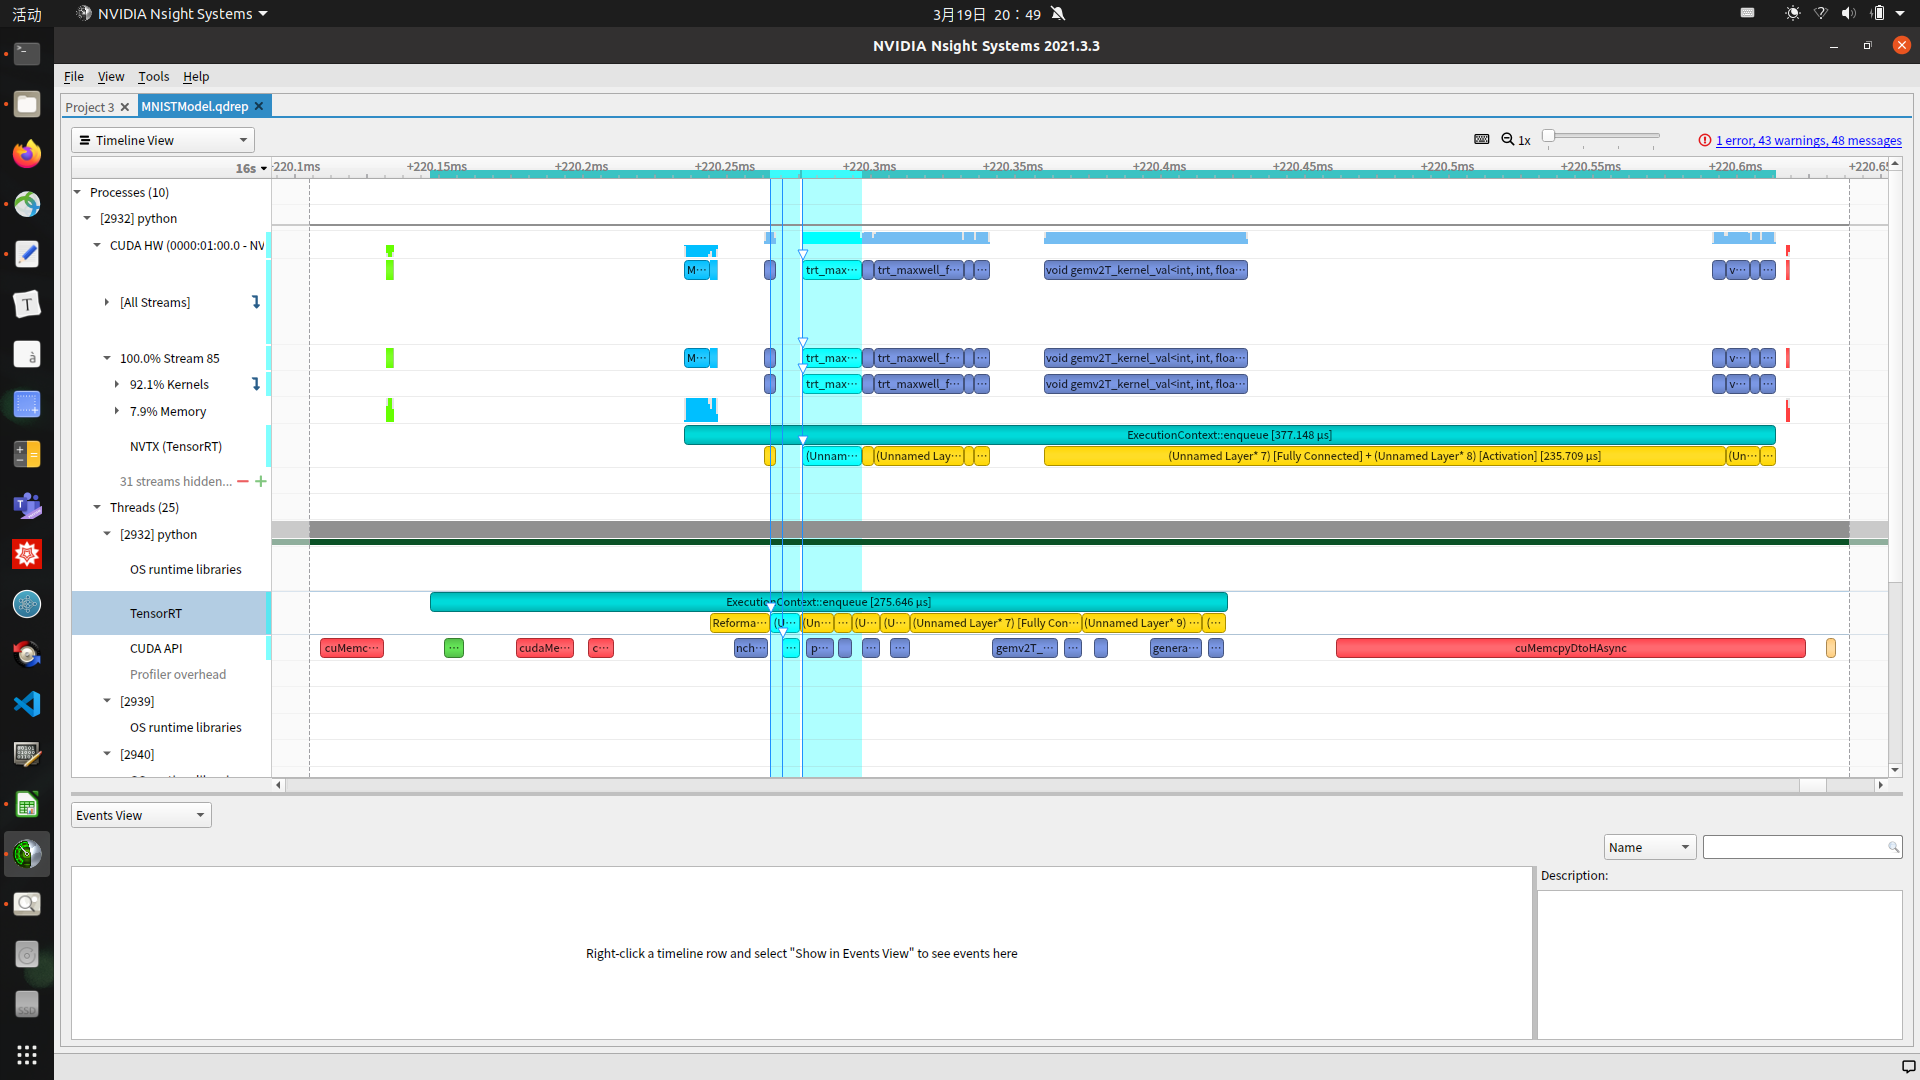 活动
NVIDIA Nsight Systems
3月19日 20：49
NVIDIA Nsight Systems 2021.3.3
File View Tools Help
Project 3
MNISTModel.qdrep
Timeline View
1x
1 error, 43 warnings, 48 messages
16s
+220.1ms +220.15ms +220.2ms +220.25ms +220.3ms +220.35ms +220.4ms +220.45ms +220.5ms +220.55ms +220.6ms +220.65
Processes (10)
[2932] python
CUDA HW (0000:01:00.0 - NV
M… trt_max… trt_maxwell_f… … void gemv2T_kernel_val<int, int, floa… v… …
[All Streams]
100.0% Stream 85
M… trt_max… trt_maxwell_f… … void gemv2T_kernel_val<int, int, floa… v… …
92.1% Kernels
trt_max… trt_maxwell_f… … void gemv2T_kernel_val<int, int, floa… v… …
7.9% Memory
NVTX (TensorRT)
ExecutionContext::enqueue [377.148 µs]
(Unnam… (Unnamed Lay… … (Unnamed Layer* 7) [Fully Connected] + (Unnamed Layer* 8) [Activation] [235.709 µs] (Un… …
31 streams hidden...
Threads (25)
[2932] python
OS runtime libraries
TensorRT
ExecutionContext::enqueue [275.646 µs]
Reforma… (U… (Un… … (U… (U… (Unnamed Layer* 7) [Fully Con… (Unnamed Layer* 9) … (…
CUDA API
cuMemc… … cudaMe… c… nch… … p… … … gemv2T_… … genera… … cuMemcpyDtoHAsync
Profiler overhead
[2939]
OS runtime libraries
[2940]
Events View
Name
Right-click a timeline row and select "Show in Events View" to see events here
Description: